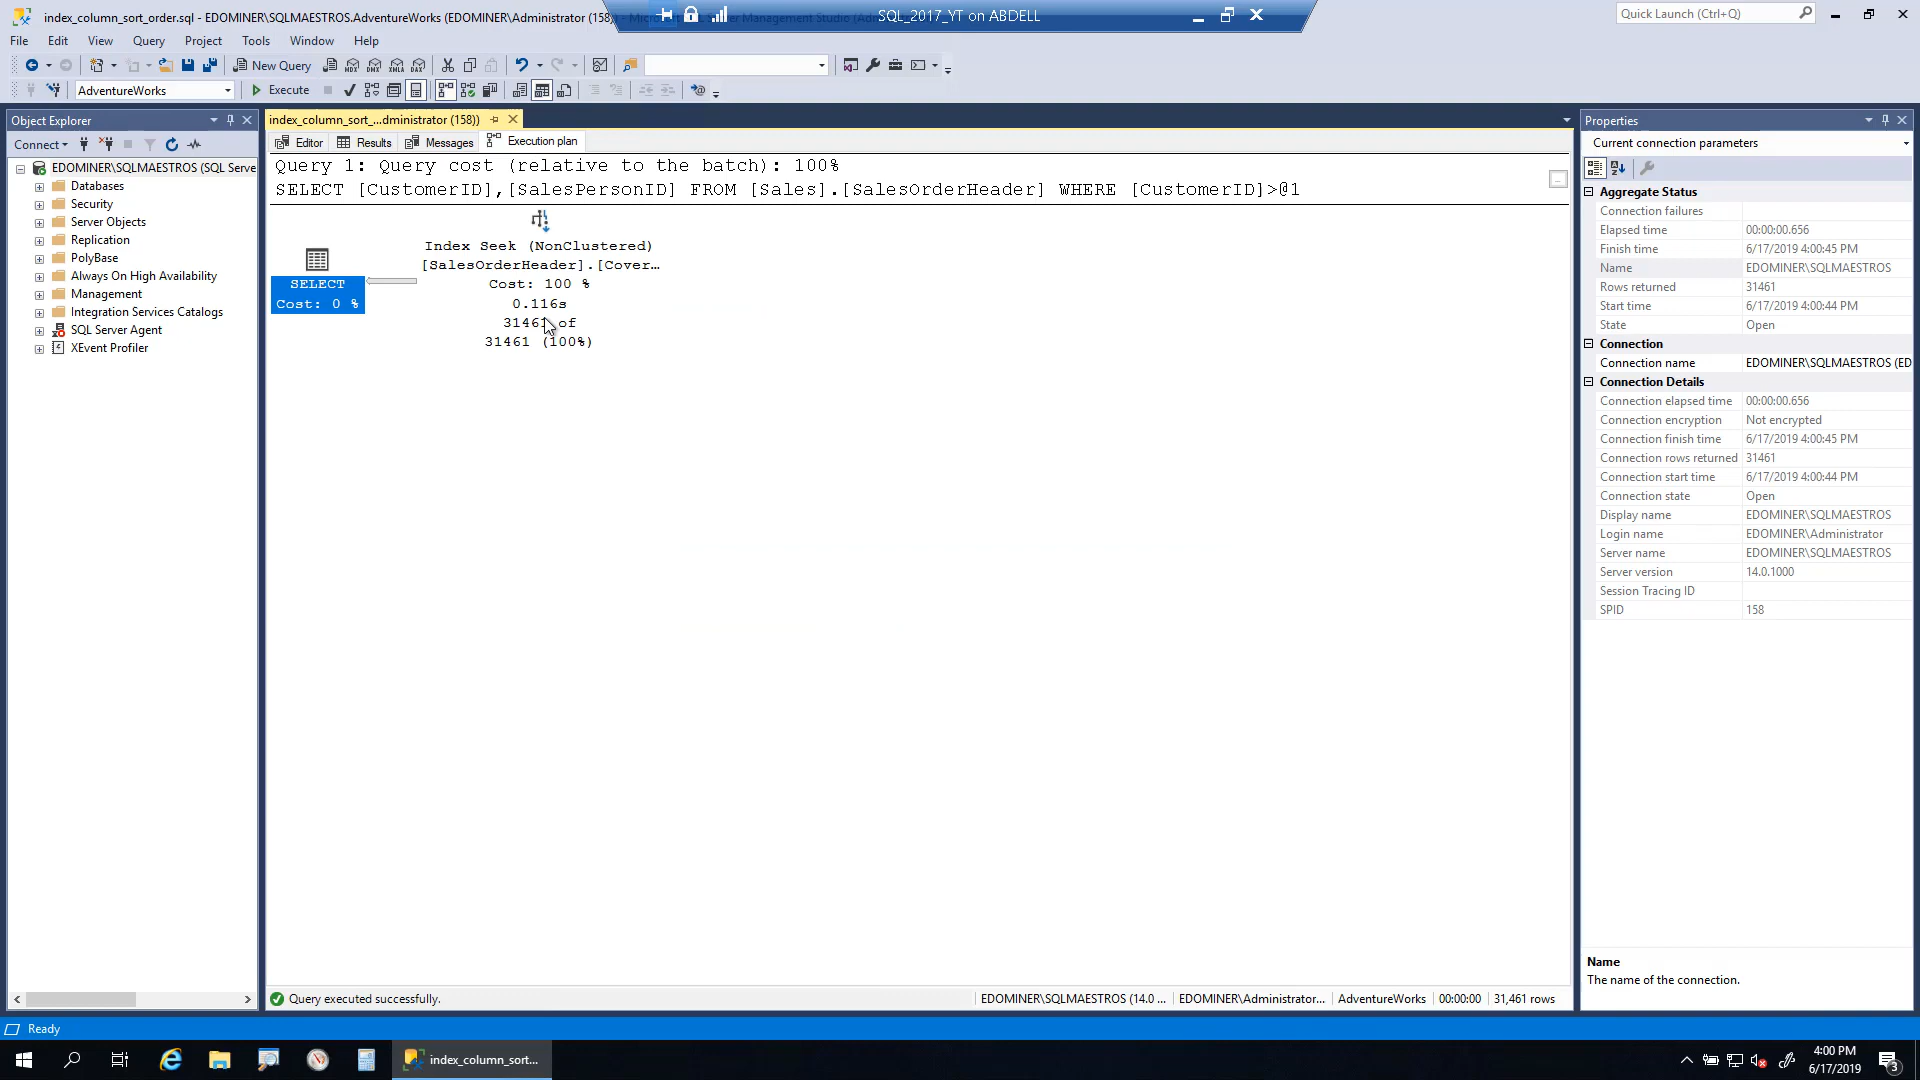 index_column_sort_order.sql - EDOMINER\SQLMAESTROS.AdventureWorks (EDOMINER\Administrator (158))
SQL_2017_YT on ABDELL
Quick Launch (Ctrl+Q)
File Edit View Query Project Tools Window Help
New Query
AdventureWorks
Execute
Object Explorer
Connect
EDOMINER\SQLMAESTROS (SQL Serve
Databases
Security
Server Objects
Replication
PolyBase
Always On High Availability
Management
Integration Services Catalogs
SQL Server Agent
XEvent Profiler
index_column_sort_...dministrator (158))
Editor Results Messages Execution plan
Query 1: Query cost (relative to the batch): 100%
SELECT [CustomerID],[SalesPersonID] FROM [Sales].[SalesOrderHeader] WHERE [CustomerID]>@1
SELECT
Cost: 0 %
Index Seek (NonClustered)
[SalesOrderHeader].[Cover…
Cost: 100 %
0.116s
31461 of
31461 (100%)
Query executed successfully.
EDOMINER\SQLMAESTROS (14.0 ...
EDOMINER\Administrator...
AdventureWorks
00:00:00
31,461 rows
Properties
Current connection parameters
Aggregate Status
Connection failures
Elapsed time 00:00:00.656
Finish time 6/17/2019 4:00:45 PM
Name EDOMINER\SQLMAESTROS
Rows returned 31461
Start time 6/17/2019 4:00:44 PM
State Open
Connection
Connection name EDOMINER\SQLMAESTROS (ED
Connection Details
Connection elapsed time 00:00:00.656
Connection encryption Not encrypted
Connection finish time 6/17/2019 4:00:45 PM
Connection rows returned 31461
Connection start time 6/17/2019 4:00:44 PM
Connection state Open
Display name EDOMINER\SQLMAESTROS
Login name EDOMINER\Administrator
Server name EDOMINER\SQLMAESTROS
Server version 14.0.1000
Session Tracing ID
SPID 158
Name
The name of the connection.
Ready
index_column_sort...
4:00 PM
6/17/2019
3